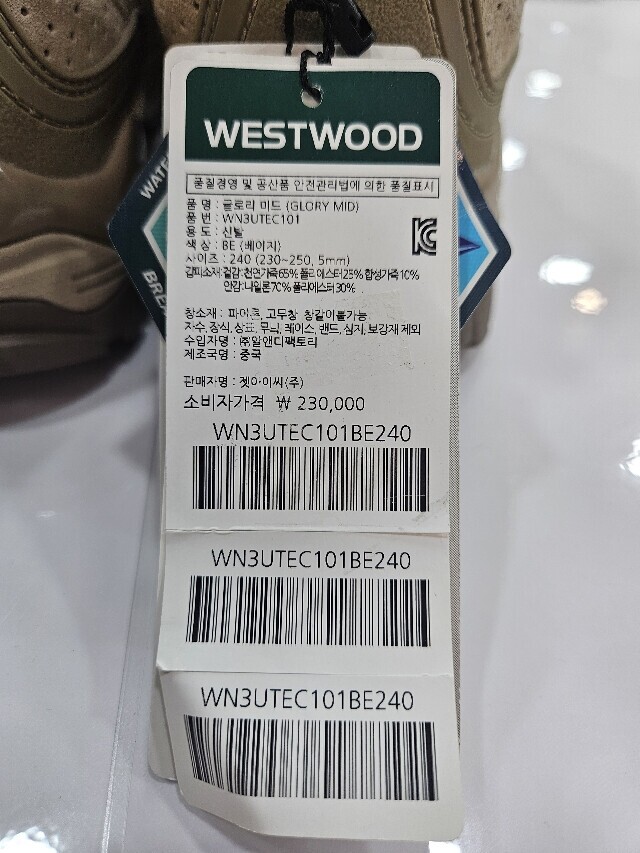 WESTWOOD
품질경영 및 공산품 안전관리법에 의한 품질표시
품 명 : 글로리 미드 (GLORY MID)
품 번 : WN3UTEC101
용 도 : 신발
색 상 : BE (베이지)
사이즈 : 240 (230~250, 5mm)
갑피소재:겉감:천연가죽65% 폴리에스터25% 합성가죽10%
안감:나일론70% 폴리에스터30%
창소재 : 파이론, 고무창 창갈이불가능
자수, 장식, 상표, 무늬, 레이스, 밴드, 심지, 보강재 제외
수입자명 : ㈜알앤디팩토리
제조국명 : 중국
판매자명 : 젯아이씨(주)
소비자가격 ₩ 230,000
WN3UTEC101BE240
WN3UTEC101BE240
WN3UTEC101BE240
WATE
BRE